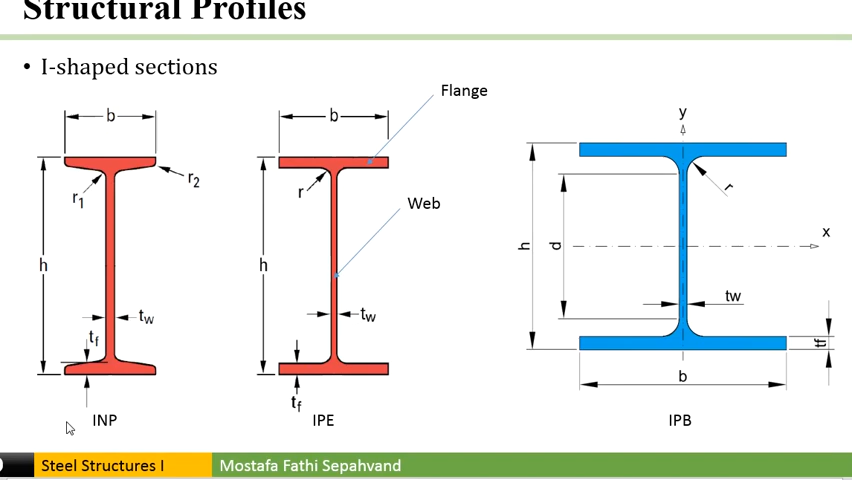 Structural Profiles
• I-shaped sections
Flange
Web
b
h
r1
r2
tw
tf
INP
b
h
r
tw
tf
IPE
y
x
h
d
r
tw
tf
b
IPB
Steel Structures I
Mostafa Fathi Sepahvand